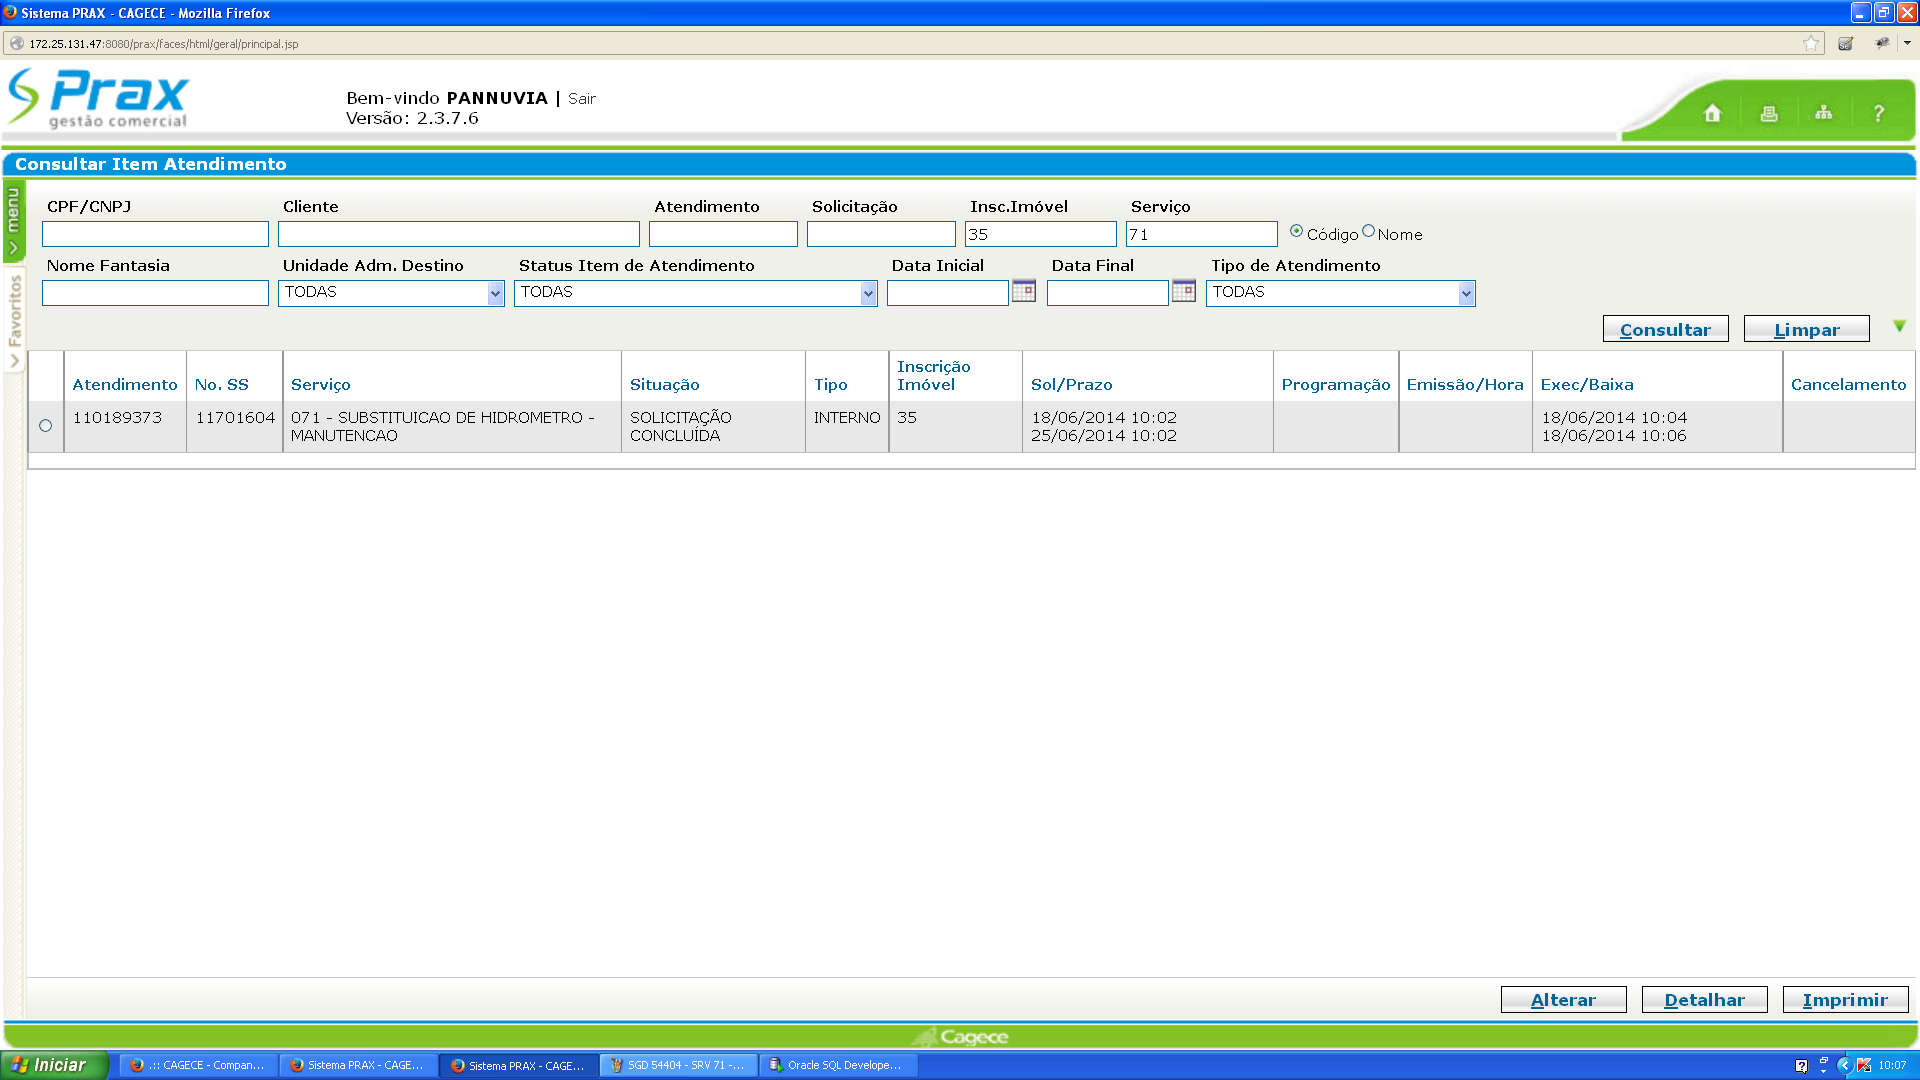 Sistema PRAX - CAGECE - Mozilla Firefox
172.25.131.47:8080/prax/faces/html/geral/principal.jsp
Prax
gestão comercial
Bem-vindo PANNUVIA | Sair
Versão: 2.3.7.6
?
Consultar Item Atendimento
menu
Favoritos
CPF/CNPJ Cliente Atendimento Solicitação Insc.Imóvel Serviço
35 71 Código Nome
Nome Fantasia Unidade Adm. Destino Status Item de Atendimento Data Inicial Data Final Tipo de Atendimento
TODAS TODAS TODAS
Consultar Limpar
Atendimento No. SS Serviço Situação Tipo Inscrição Imóvel Sol/Prazo Programação Emissão/Hora Exec/Baixa Cancelamento
110189373 11701604 071 - SUBSTITUICAO DE HIDROMETRO - SOLICITAÇÃO INTERNO 35 18/06/2014 10:02 18/06/2014 10:04
MANUTENCAO CONCLUÍDA 25/06/2014 10:02 18/06/2014 10:06
Alterar Detalhar Imprimir
Cagece
Iniciar .:: CAGECE - Compan... Sistema PRAX - CAGE... Sistema PRAX - CAGE... SGD 54404 - SRV 71 -... Oracle SQL Develope... 10:07